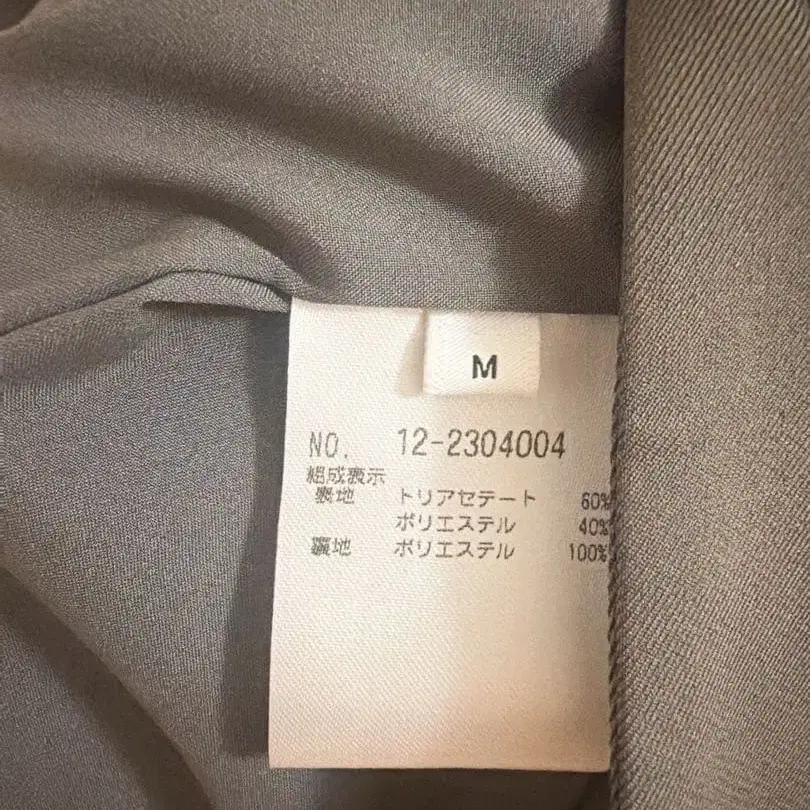 M
NO. 12-2304004
組成表示
表地 トリアセテート 60%
ポリエステル 40%
裏地 ポリエステル 100%